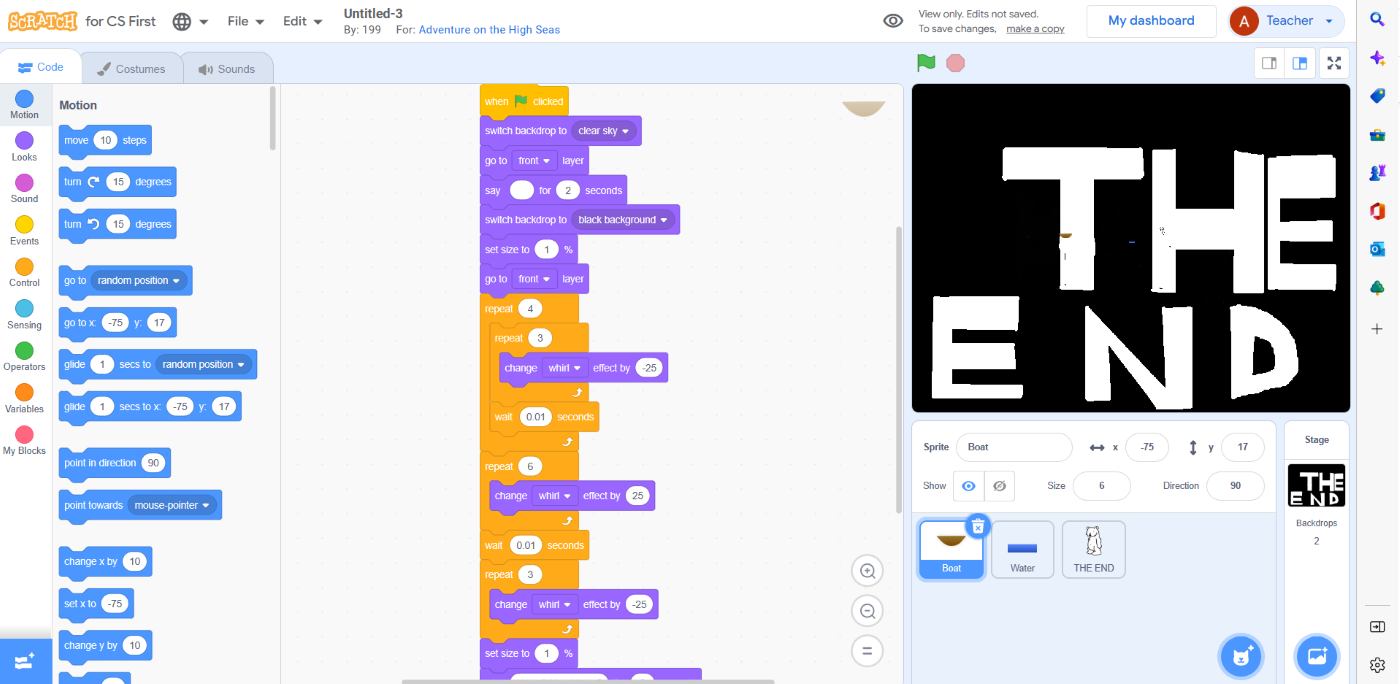 SCRATCH for CS First File Edit
Untitled-3
By: 199 For: Adventure on the High Seas
View only. Edits not saved.
To save changes, make a copy
My dashboard
A Teacher
Code Costumes Sounds
Motion
Looks
Sound
Events
Control
Sensing
Operators
Variables
My Blocks
Motion
move 10 steps
turn 15 degrees
turn 15 degrees
go to random position
go to x: -75 y: 17
glide 1 secs to random position
glide 1 secs to x: -75 y: 17
point in direction 90
point towards mouse-pointer
change x by 10
set x to -75
change y by 10
when clicked
switch backdrop to clear sky
go to front layer
say for 2 seconds
switch backdrop to black background
set size to 1 %
go to front layer
repeat 4
repeat 3
change whirl effect by -25
wait 0.01 seconds
repeat 6
change whirl effect by 25
wait 0.01 seconds
repeat 3
change whirl effect by -25
set size to 1 %
THE
END
Sprite Boat x -75 y 17
Show Size 6 Direction 90
Boat
Water
THE END
Stage
THE
END
Backdrops
2